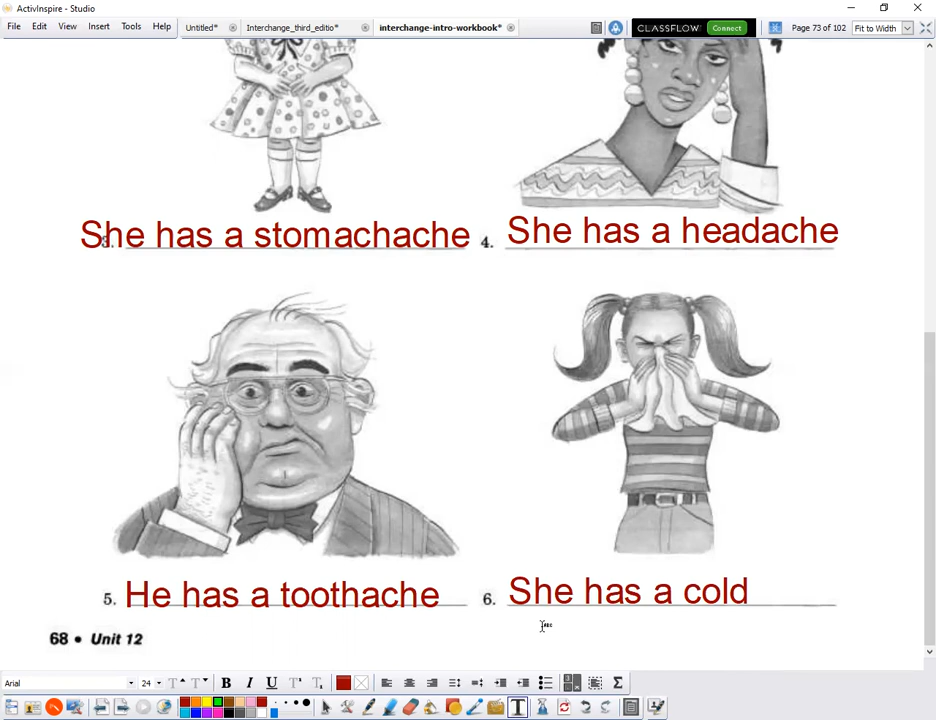 ActivInspire - Studio
File Edit View Insert Tools Help
Untitled*
Interchange_third_editio*
interchange-intro-workbook*
CLASSFLOW
Connect
Page 73 of 102
Fit to Width
3. She has a stomachache
4. She has a headache
5. He has a toothache
6. She has a cold
68 • Unit 12
Arial
24
B I U